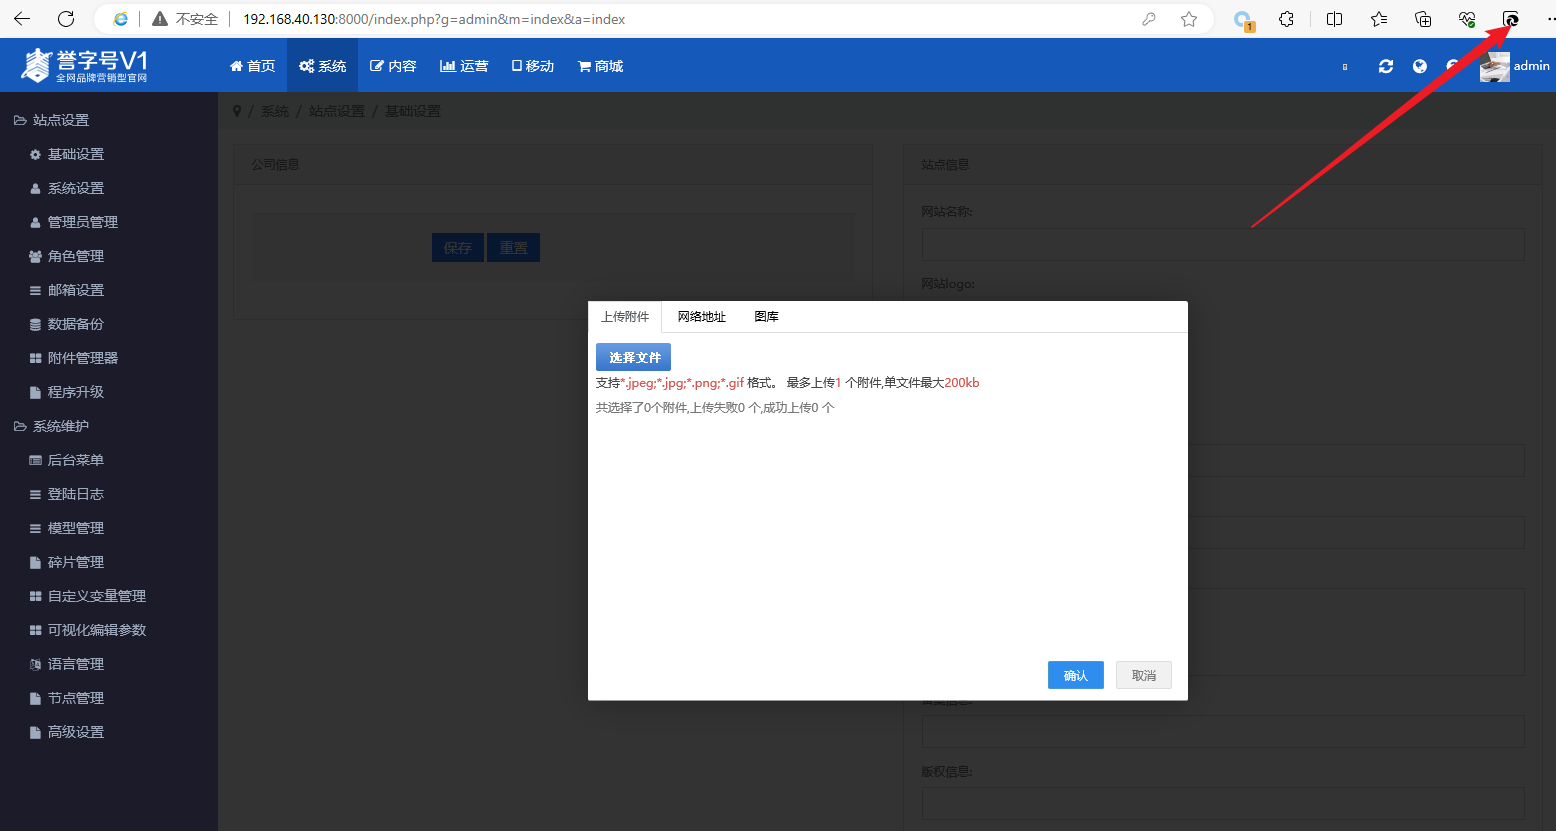 不安全
192.168.40.130:8000/index.php?g=admin&m=index&a=index
1
誉字号V1
全网品牌营销型官网
首页
系统
内容
运营
移动
商城
admin
站点设置
基础设置
系统设置
管理员管理
角色管理
邮箱设置
数据备份
附件管理器
程序升级
系统维护
后台菜单
登陆日志
模型管理
碎片管理
自定义变量管理
可视化编辑参数
语言管理
节点管理
高级设置
/ 系统 / 站点设置 / 基础设置
公司信息
保存
重置
站点信息
网站名称:
网站logo:
上传附件
网络地址
图库
选择文件
支持*.jpeg;*.jpg;*.png;*.gif 格式。 最多上传1 个附件,单文件最大200kb
共选择了0个附件,上传失败0 个,成功上传0 个
确认
取消
版权信息: